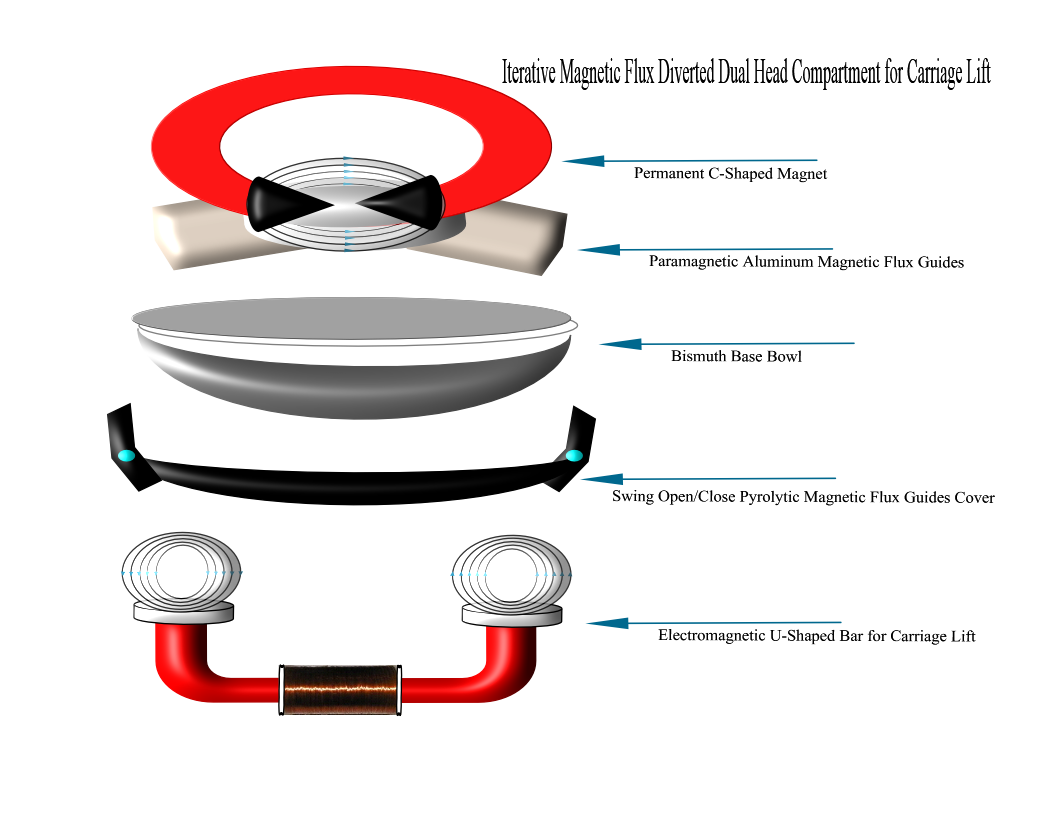 Iterative Magnetic Flux Diverted Dual Head Compartment for Carriage Lift
Permanent C-Shaped Magnet
Paramagnetic Aluminum Magnetic Flux Guides
Bismuth Base Bowl
Swing Open/Close Pyrolytic Magnetic Flux Guides Cover
Electromagnetic U-Shaped Bar for Carriage Lift